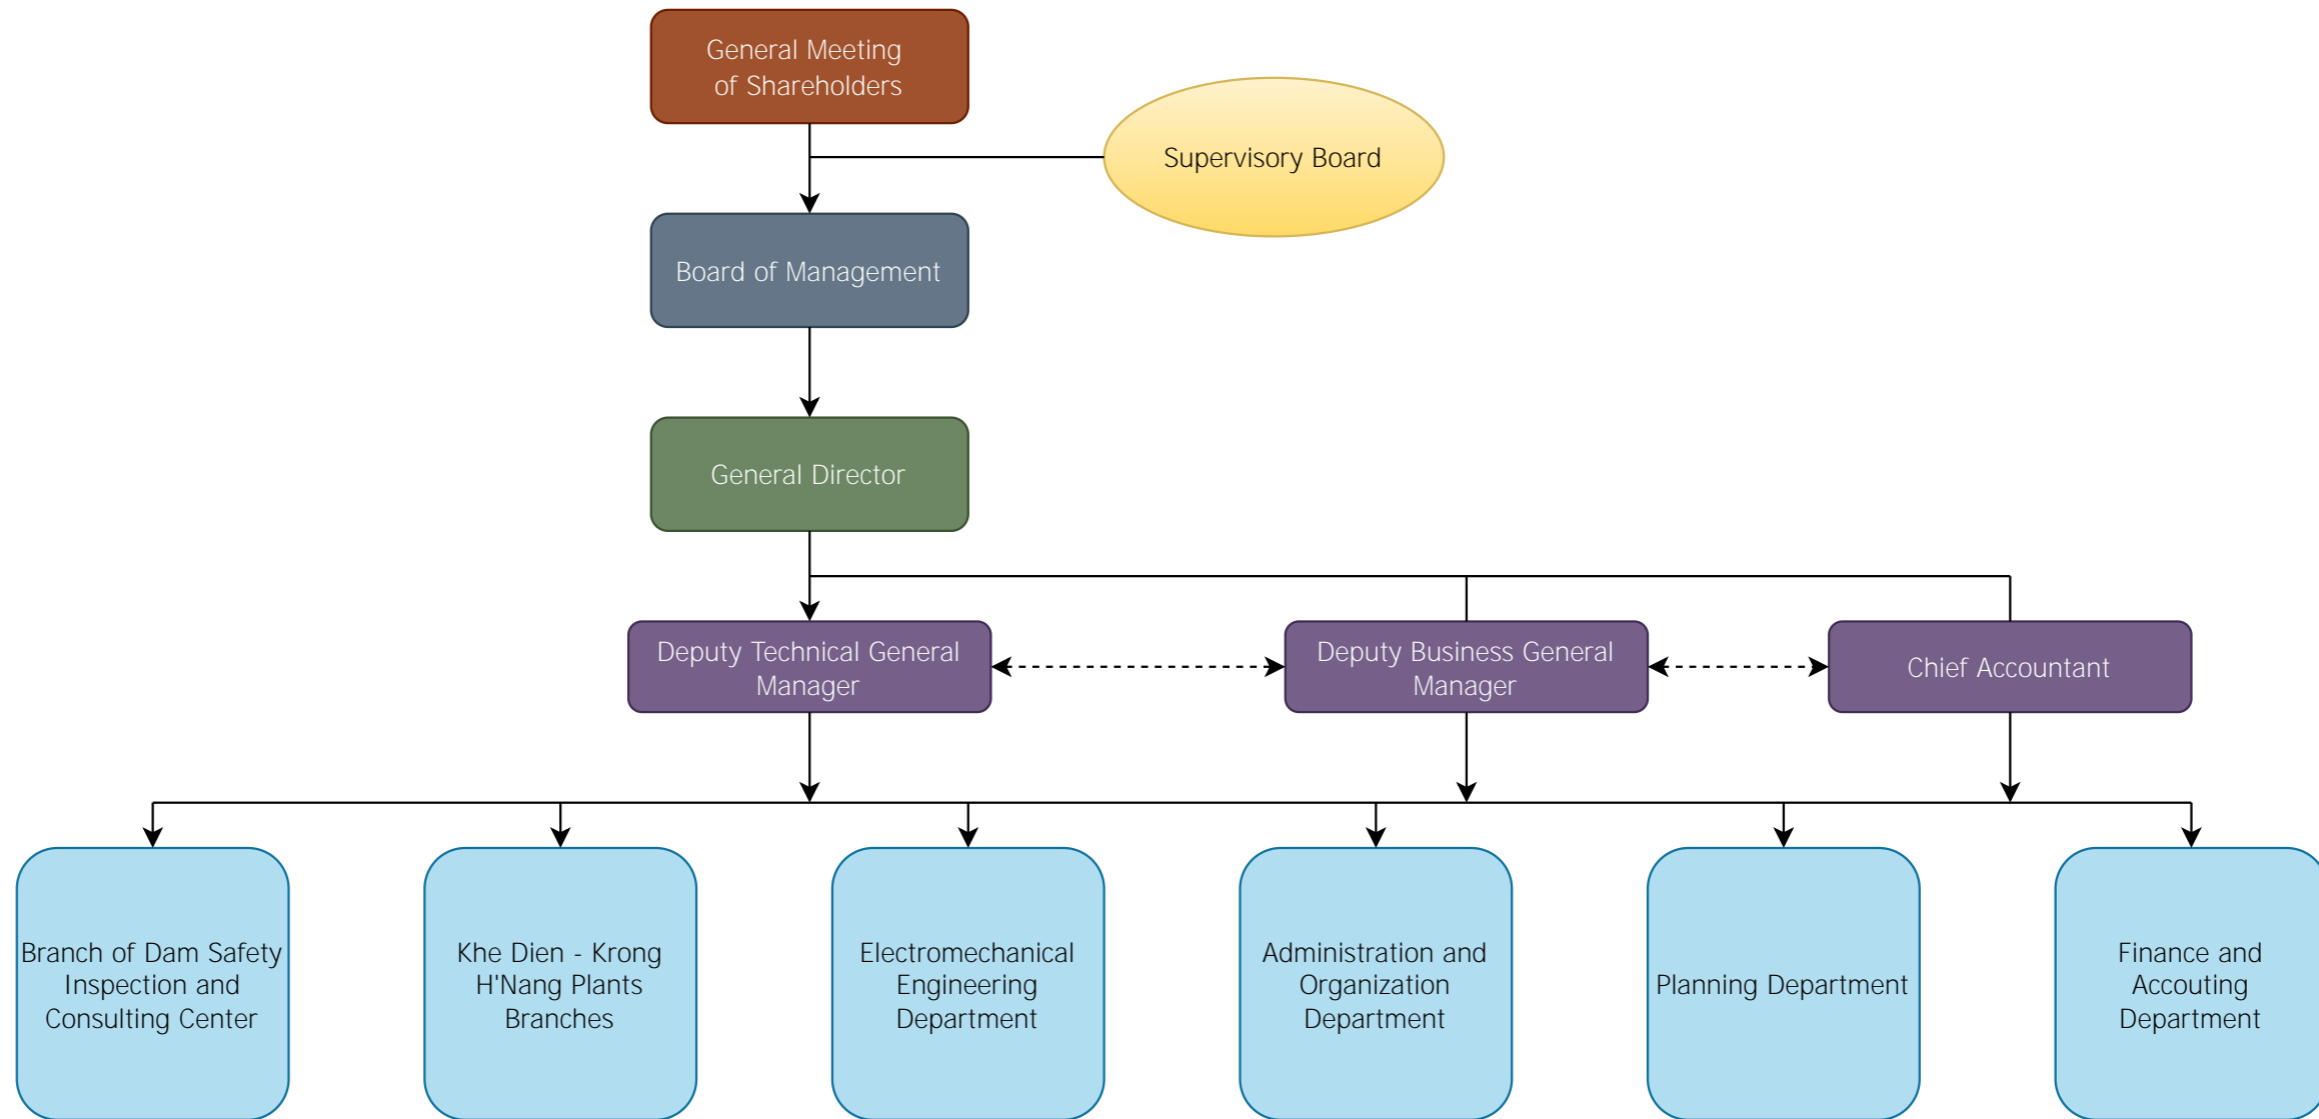 General Meeting
of Shareholders
Supervisory Board
Board of Management
General Director
Deputy Technical General
Manager
Deputy Business General
Manager
Chief Accountant
Branch of Dam Safety
Inspection and
Consulting Center
Khe Dien - Krong
H'Nang Plants
Branches
Electromechanical
Engineering
Department
Administration and
Organization
Department
Planning Department
Finance and
Accouting
Department